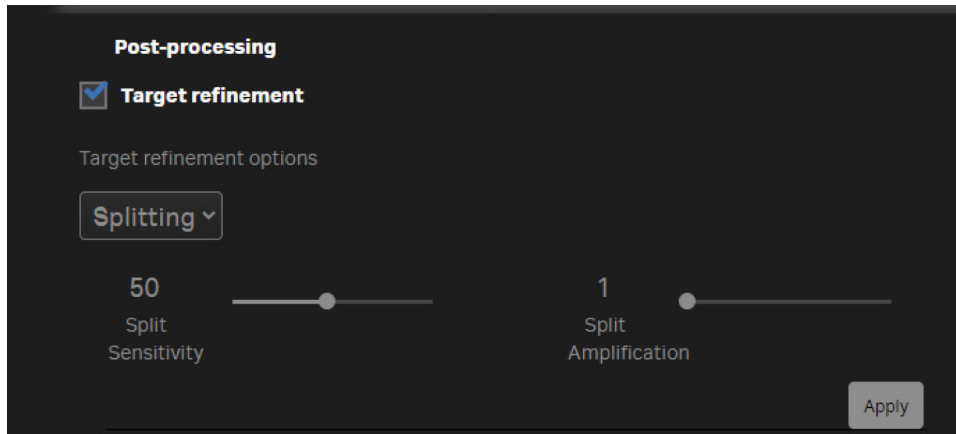 Post-processing
Target refinement
Target refinement options
Splitting
50
Split
Sensitivity
1
Split
Amplification
Apply